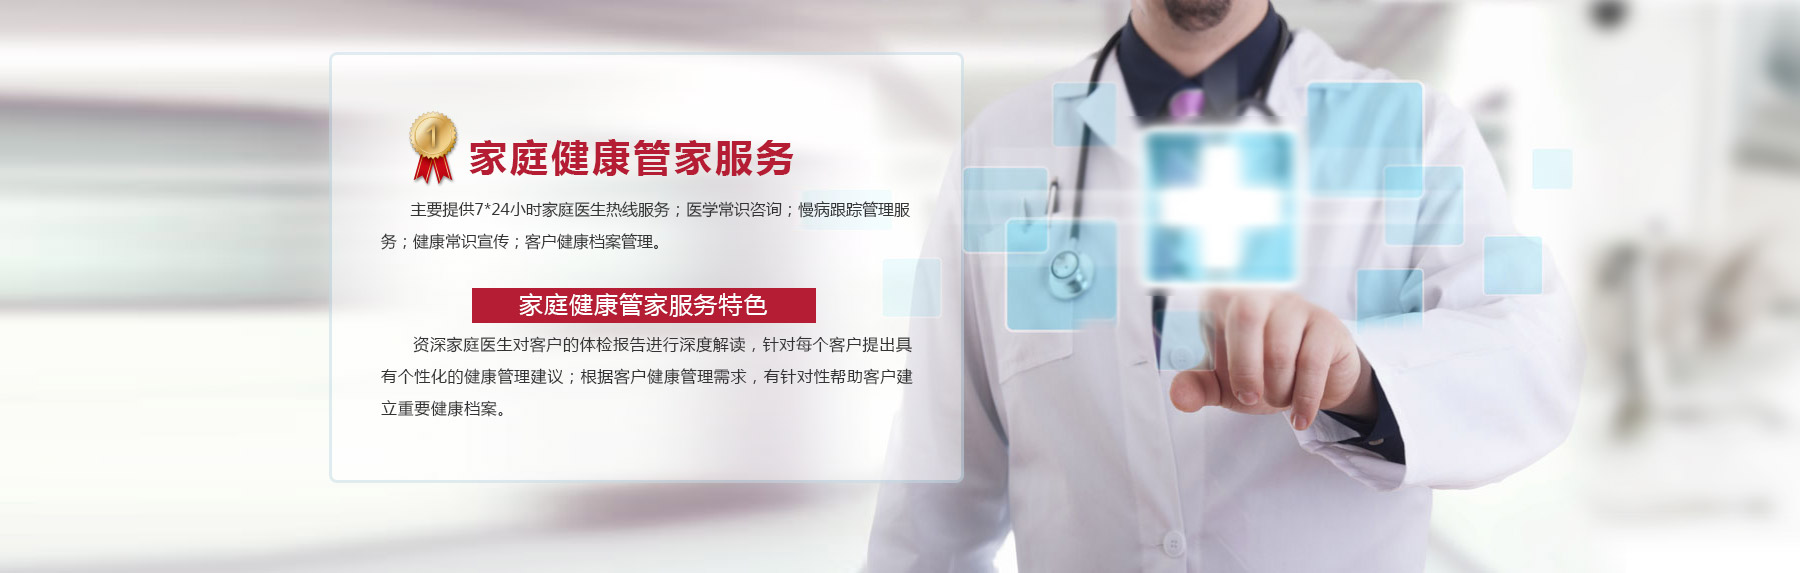 1
家庭健康管家服务
主要提供7*24小时家庭医生热线服务；医学常识咨询；慢病跟踪管理服
务；健康常识宣传；客户健康档案管理。
家庭健康管家服务特色
资深家庭医生对客户的体检报告进行深度解读，针对每个客户提出具
有个性化的健康管理建议；根据客户健康管理需求，有针对性帮助客户建
立重要健康档案。